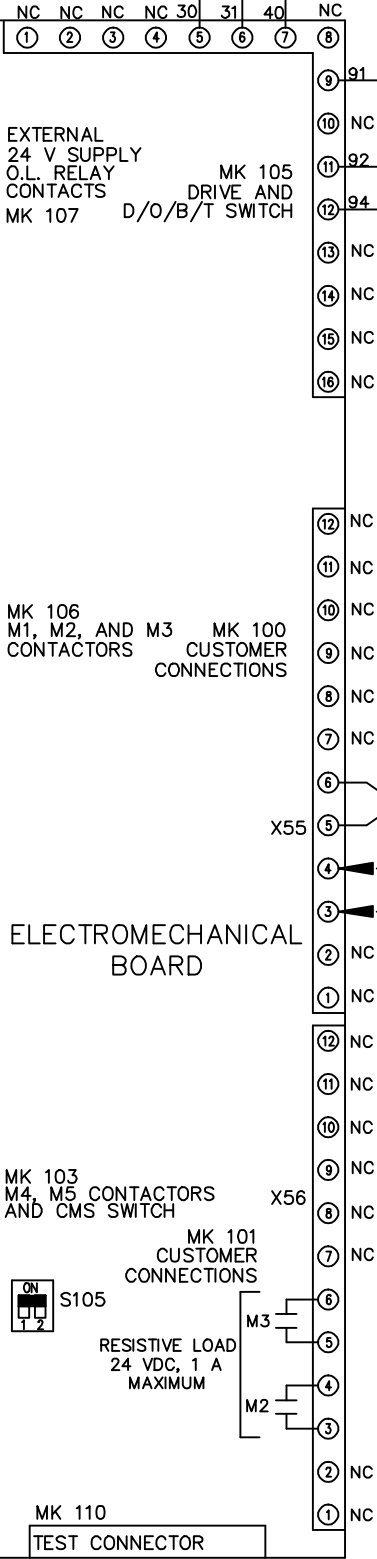 NC NC NC NC 30 31 40 NC
1 2 3 4 5 6 7 8
9 91
10 NC
EXTERNAL
24 V SUPPLY
O.L. RELAY
CONTACTS
MK 107
MK 105
DRIVE AND
D/O/B/T SWITCH
11 92
12 94
13 NC
14 NC
15 NC
16 NC
12 NC
11 NC
10 NC
MK 106
M1, M2, AND M3
CONTACTORS
MK 100
CUSTOMER
CONNECTIONS
9 NC
8 NC
7 NC
6
X55 5
4
3
ELECTROMECHANICAL
BOARD
2 NC
1 NC
12 NC
11 NC
10 NC
9 NC
MK 103
M4, M5 CONTACTORS
AND CMS SWITCH
X56
8 NC
MK 101
CUSTOMER
CONNECTIONS
7 NC
ON
1 2
S105
6
M3
5
RESISTIVE LOAD
24 VDC, 1 A
MAXIMUM
4
M2
3
2 NC
1 NC
MK 110
TEST CONNECTOR